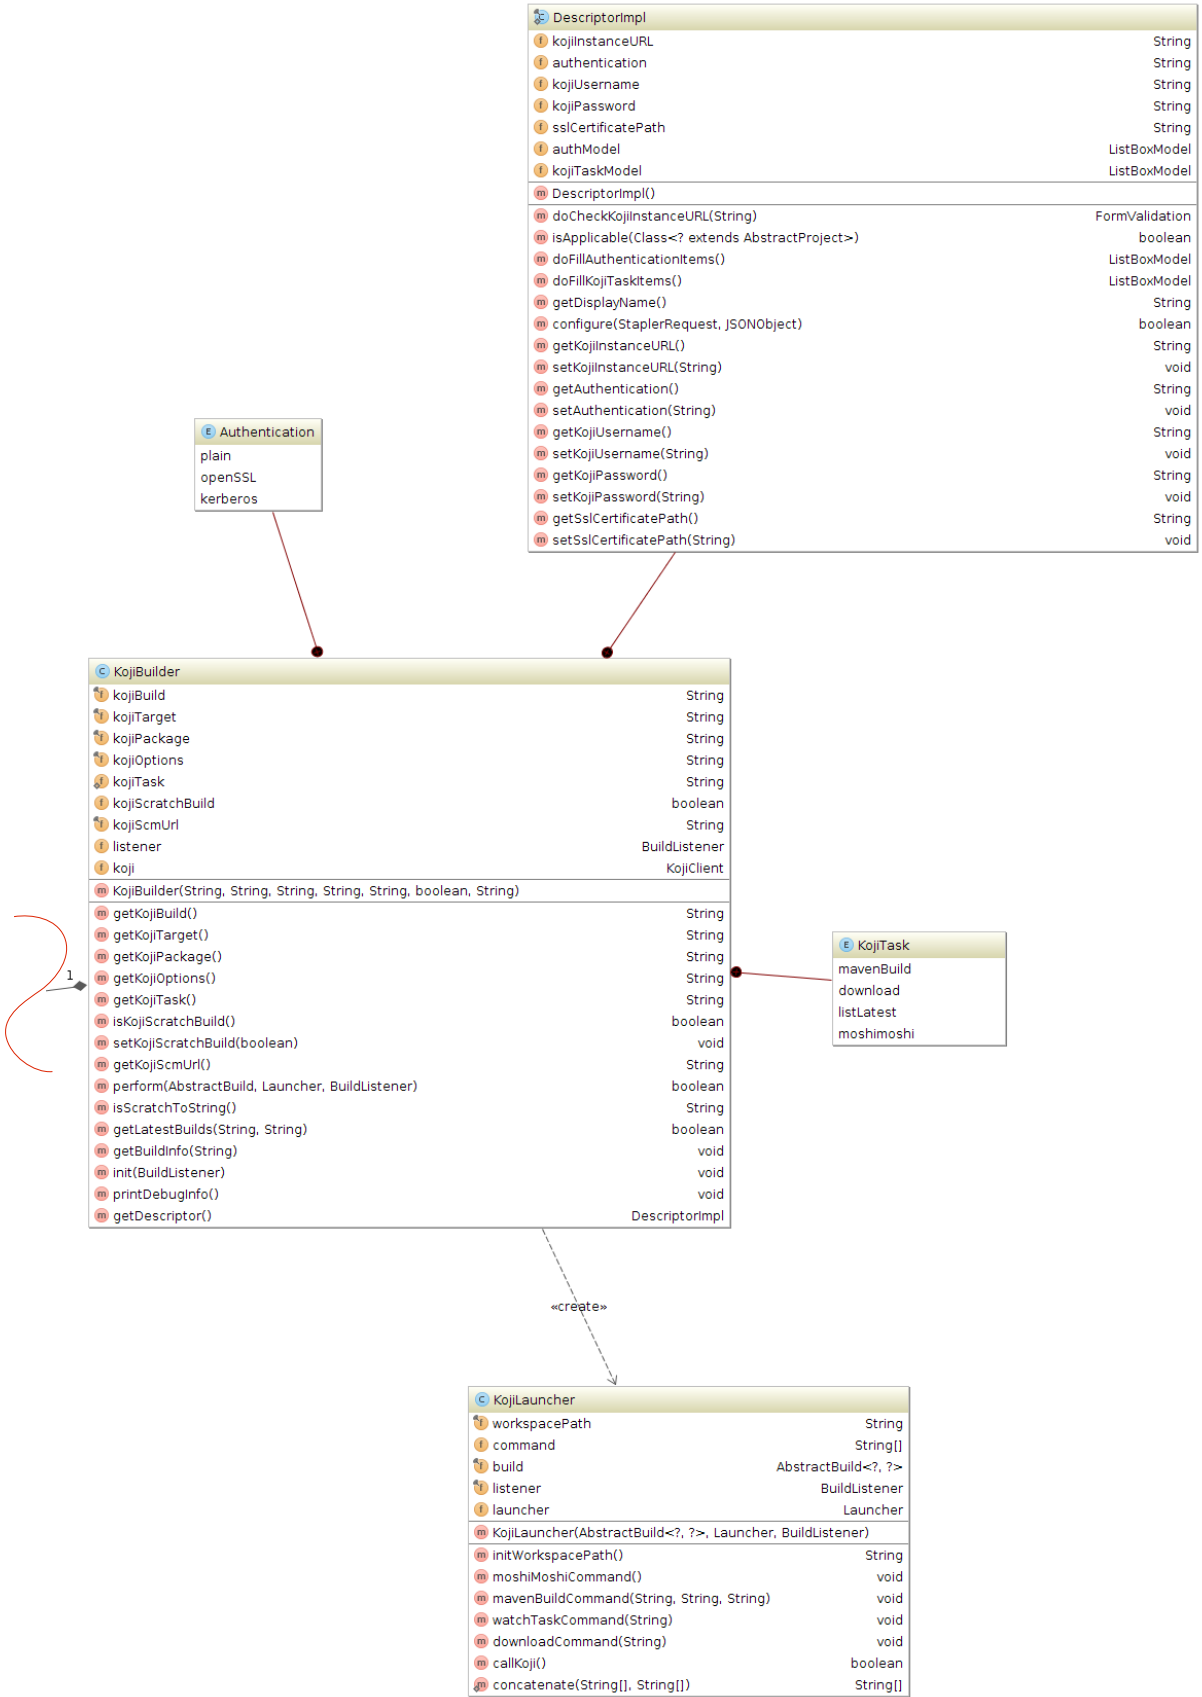 DescriptorImpl
kojiInstanceURL String
authentication String
kojiUsername String
kojiPassword String
sslCertificatePath String
authModel ListBoxModel
kojiTaskModel ListBoxModel
DescriptorImpl()
doCheckKojiInstanceURL(String) FormValidation
isApplicable(Class<? extends AbstractProject>) boolean
doFillAuthenticationItems() ListBoxModel
doFillKojiTaskItems() ListBoxModel
getDisplayName() String
configure(StaplerRequest, JSONObject) boolean
getKojiInstanceURL() String
setKojiInstanceURL(String) void
getAuthentication() String
setAuthentication(String) void
getKojiUsername() String
setKojiUsername(String) void
getKojiPassword() String
setKojiPassword(String) void
getSslCertificatePath() String
setSslCertificatePath(String) void
Authentication
plain
openSSL
kerberos
KojiBuilder
kojiBuild String
kojiTarget String
kojiPackage String
kojiOptions String
kojiTask String
kojiScratchBuild boolean
kojiScmUrl String
listener BuildListener
koji KojiClient
KojiBuilder(String, String, String, String, String, boolean, String)
getKojiBuild() String
getKojiTarget() String
getKojiPackage() String
getKojiOptions() String
getKojiTask() String
isKojiScratchBuild() boolean
setKojiScratchBuild(boolean) void
getKojiScmUrl() String
perform(AbstractBuild, Launcher, BuildListener) boolean
isScratchToString() String
getLatestBuilds(String, String) boolean
getBuildInfo(String) void
init(BuildListener) void
printDebugInfo() void
getDescriptor() DescriptorImpl
1
KojiTask
mavenBuild
download
listLatest
moshimoshi
«create»
KojiLauncher
workspacePath String
command String[]
build AbstractBuild<?, ?>
listener BuildListener
launcher Launcher
KojiLauncher(AbstractBuild<?, ?>, Launcher, BuildListener)
initWorkspacePath() String
moshiMoshiCommand() void
mavenBuildCommand(String, String, String) void
watchTaskCommand(String) void
downloadCommand(String) void
callKoji() boolean
concatenate(String[], String[]) String[]